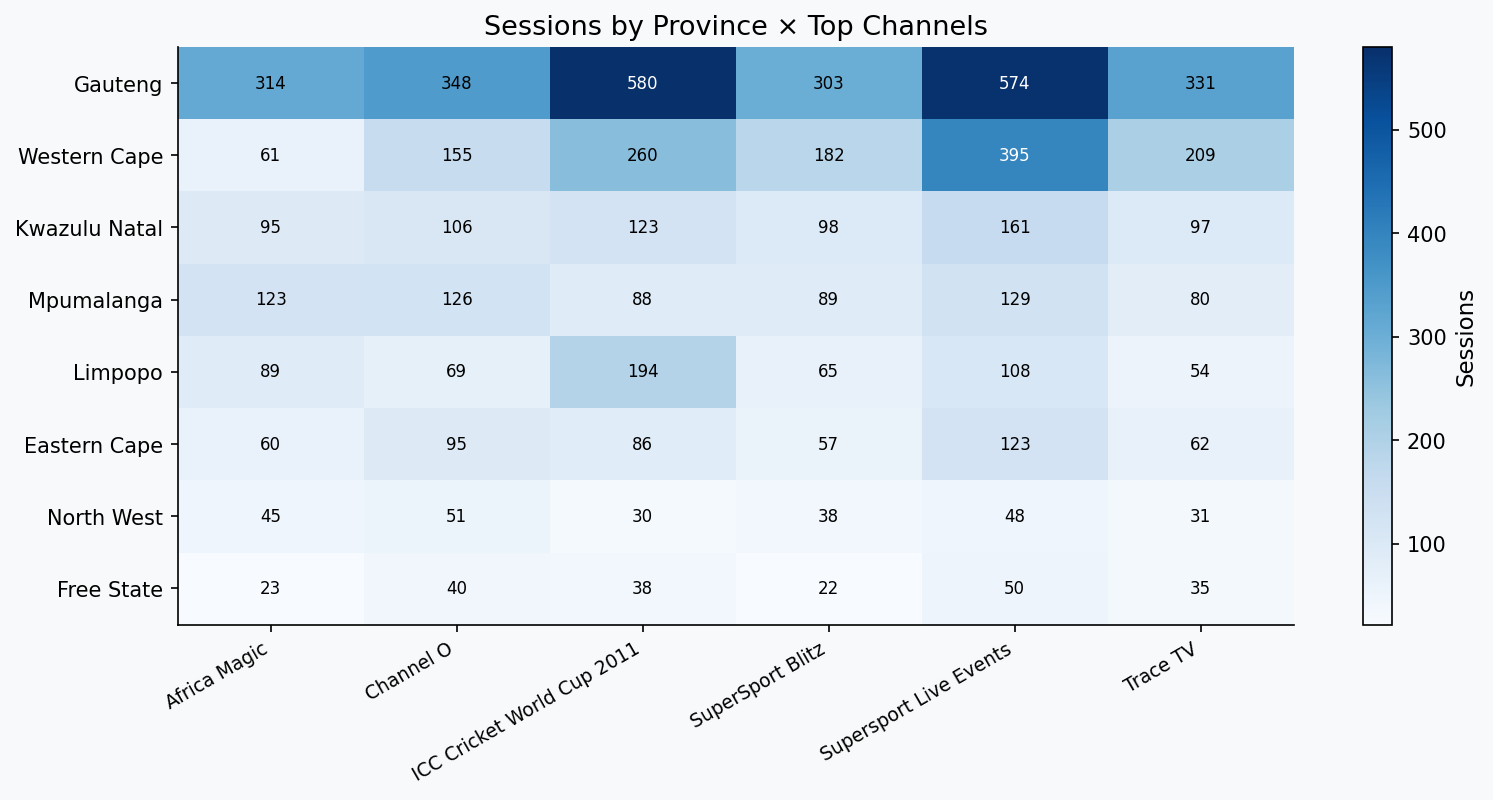 Sessions by Province × Top Channels
Gauteng 314 348 580 303 574 331
Western Cape 61 155 260 182 395 209
Kwazulu Natal 95 106 123 98 161 97
Mpumalanga 123 126 88 89 129 80
Limpopo 89 69 194 65 108 54
Eastern Cape 60 95 86 57 123 62
North West 45 51 30 38 48 31
Free State 23 40 38 22 50 35
Africa Magic
Channel O
ICC Cricket World Cup 2011
SuperSport Blitz
Supersport Live Events
Trace TV
500
400
300
200
100
Sessions